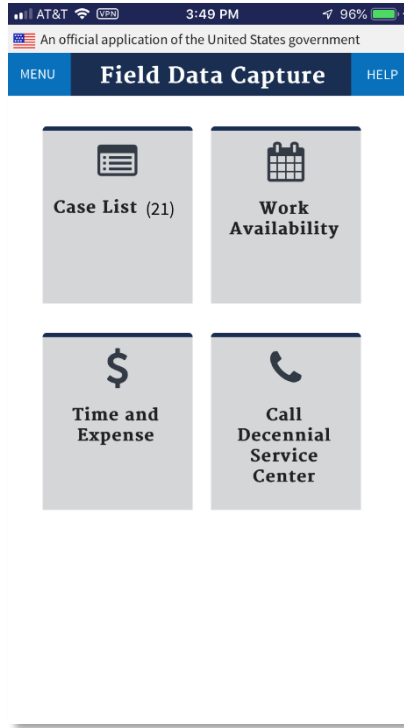 AT&T VPN 3:49 PM 96%
An official application of the United States government
MENU Field Data Capture HELP
Case List (21)
Work
Availability
Time and
Expense
Call
Decennial
Service
Center